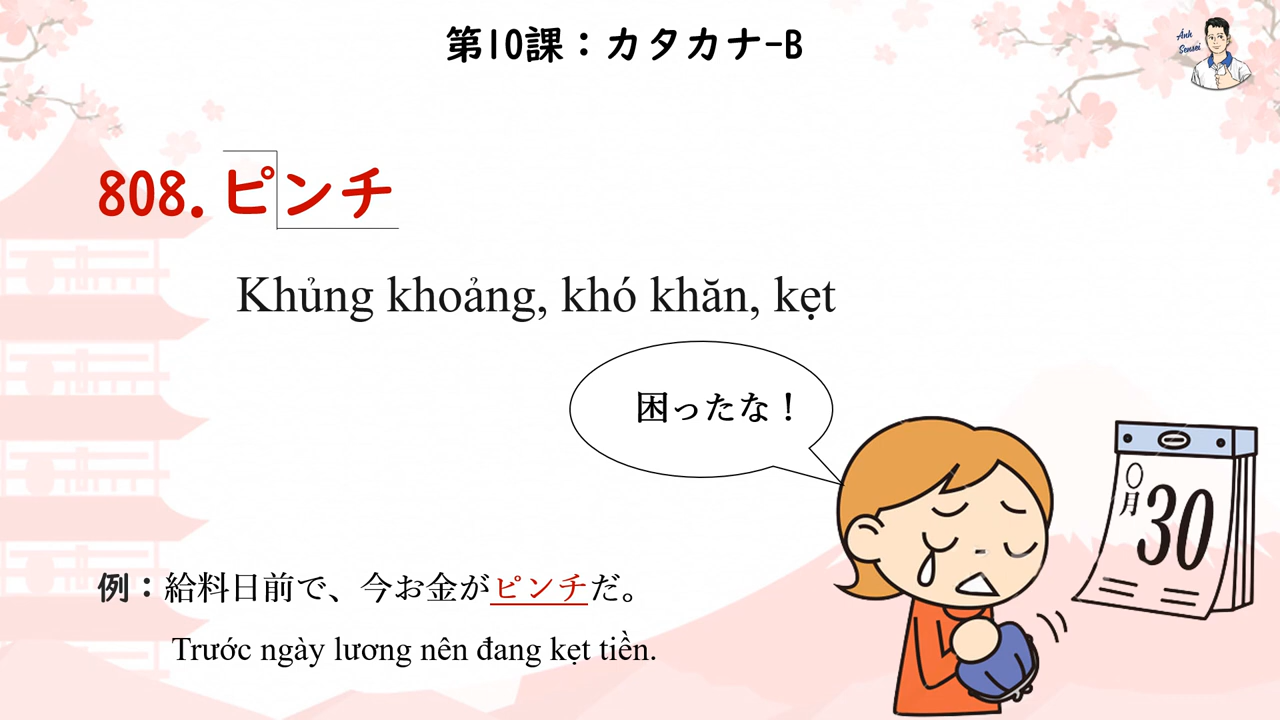 第10課：カタカナ-B
Anh
Sensei
808. ピンチ
Khủng khoảng, khó khăn, kẹt
困ったな！
〇月
30
例：給料日前で、今お金がピンチだ。
Trước ngày lương nên đang kẹt tiền.